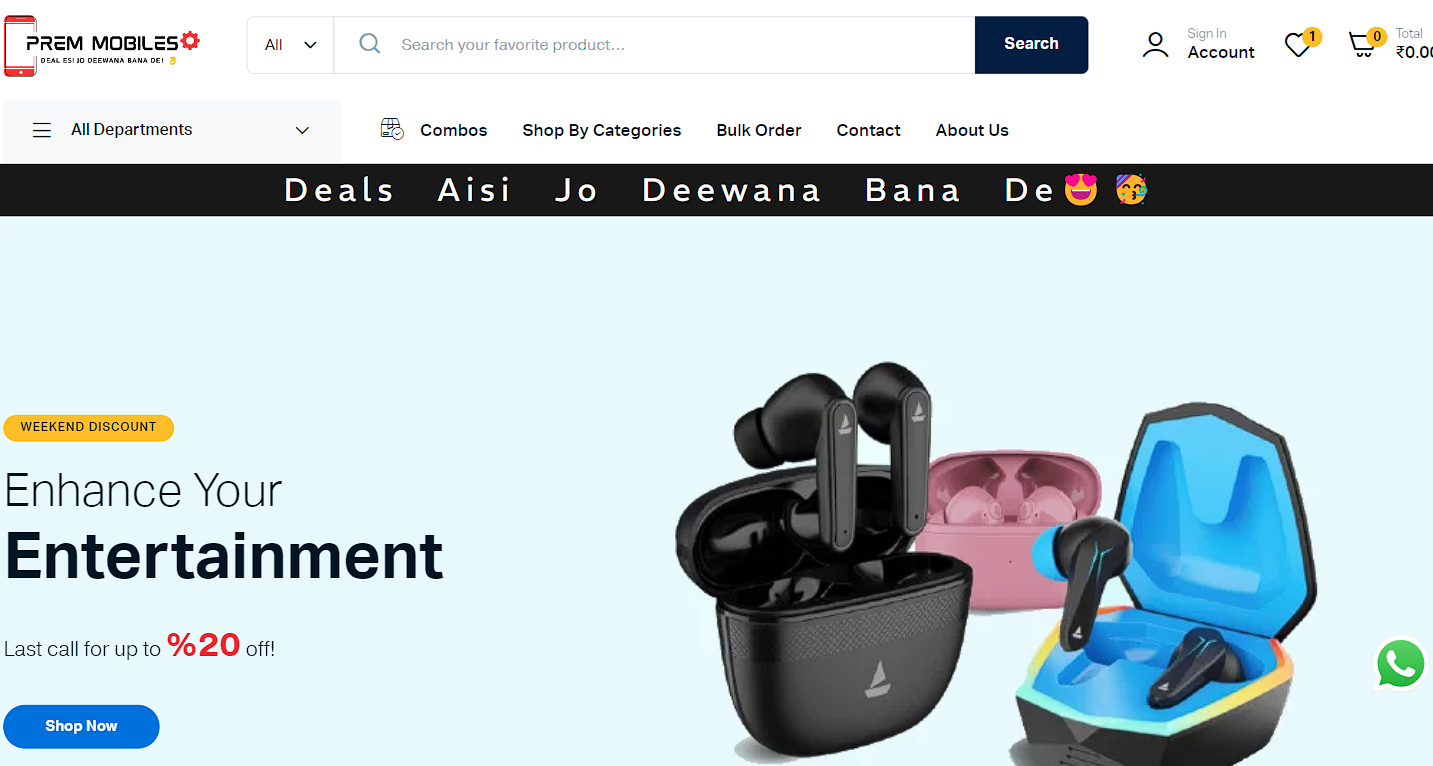 PREM MOBILES
DEAL ESI JO DEEWANA BANA DE!
All
Search your favorite product...
Search
Sign In
Account
1
0
Total
₹0.00
All Departments
Combos
Shop By Categories
Bulk Order
Contact
About Us
Deals Aisi Jo Deewana Bana De😍 🥳
WEEKEND DISCOUNT
Enhance Your
Entertainment
Last call for up to %20 off!
Shop Now